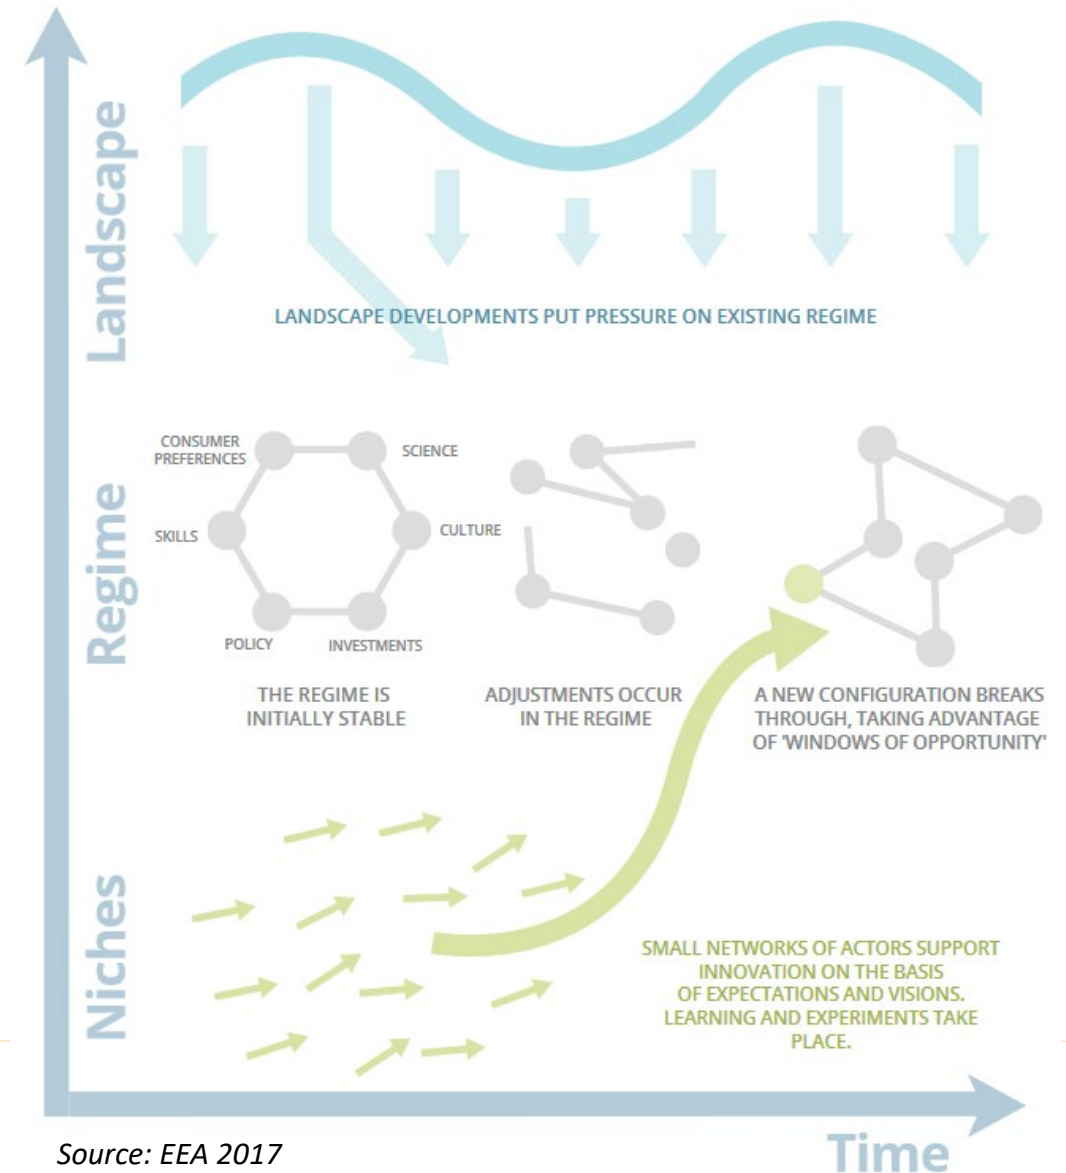 Landscape
LANDSCAPE DEVELOPMENTS PUT PRESSURE ON EXISTING REGIME
Regime
CONSUMER
PREFERENCES
SCIENCE
SKILLS
CULTURE
POLICY
INVESTMENTS
THE REGIME IS
INITIALLY STABLE
ADJUSTMENTS OCCUR
IN THE REGIME
A NEW CONFIGURATION BREAKS
THROUGH, TAKING ADVANTAGE
OF 'WINDOWS OF OPPORTUNITY'
Niches
SMALL NETWORKS OF ACTORS SUPPORT
INNOVATION ON THE BASIS
OF EXPECTATIONS AND VISIONS.
LEARNING AND EXPERIMENTS TAKE
PLACE.
Source: EEA 2017
Time